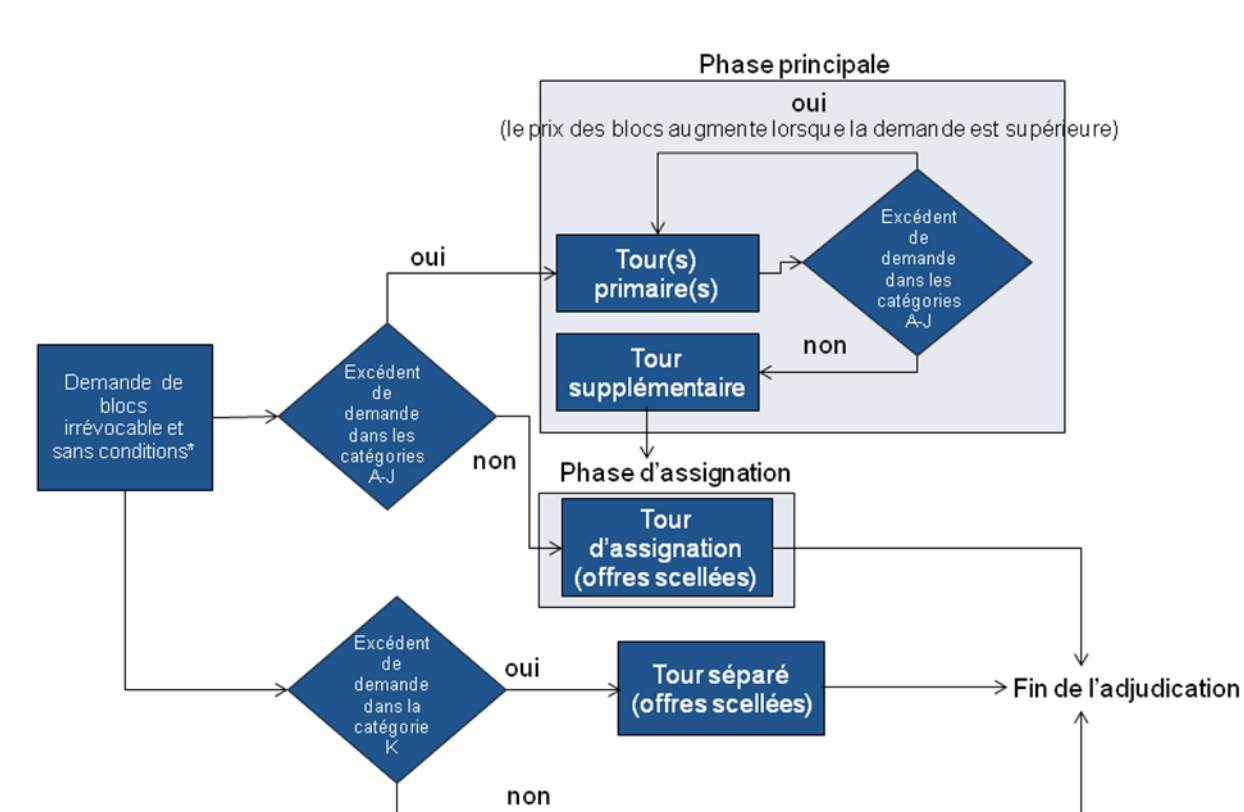 Phase principale
oui
(le prix des blocs augmente lorsque la demande est supérieure)
Excédent
de
demande
dans les
catégories
A-J
Tour(s)
primaire(s)
oui
non
Tour
supplémentaire
Demande de
blocs
irrévocable et
sans conditions*
Excédent
de
demande
dans les
catégories
A-J
non
Phase d'assignation
Tour
d'assignation
(offres scellées)
Excédent
de
demande
dans la
catégorie
K
oui
Tour séparé
(offres scellées)
Fin de l'adjudication
non